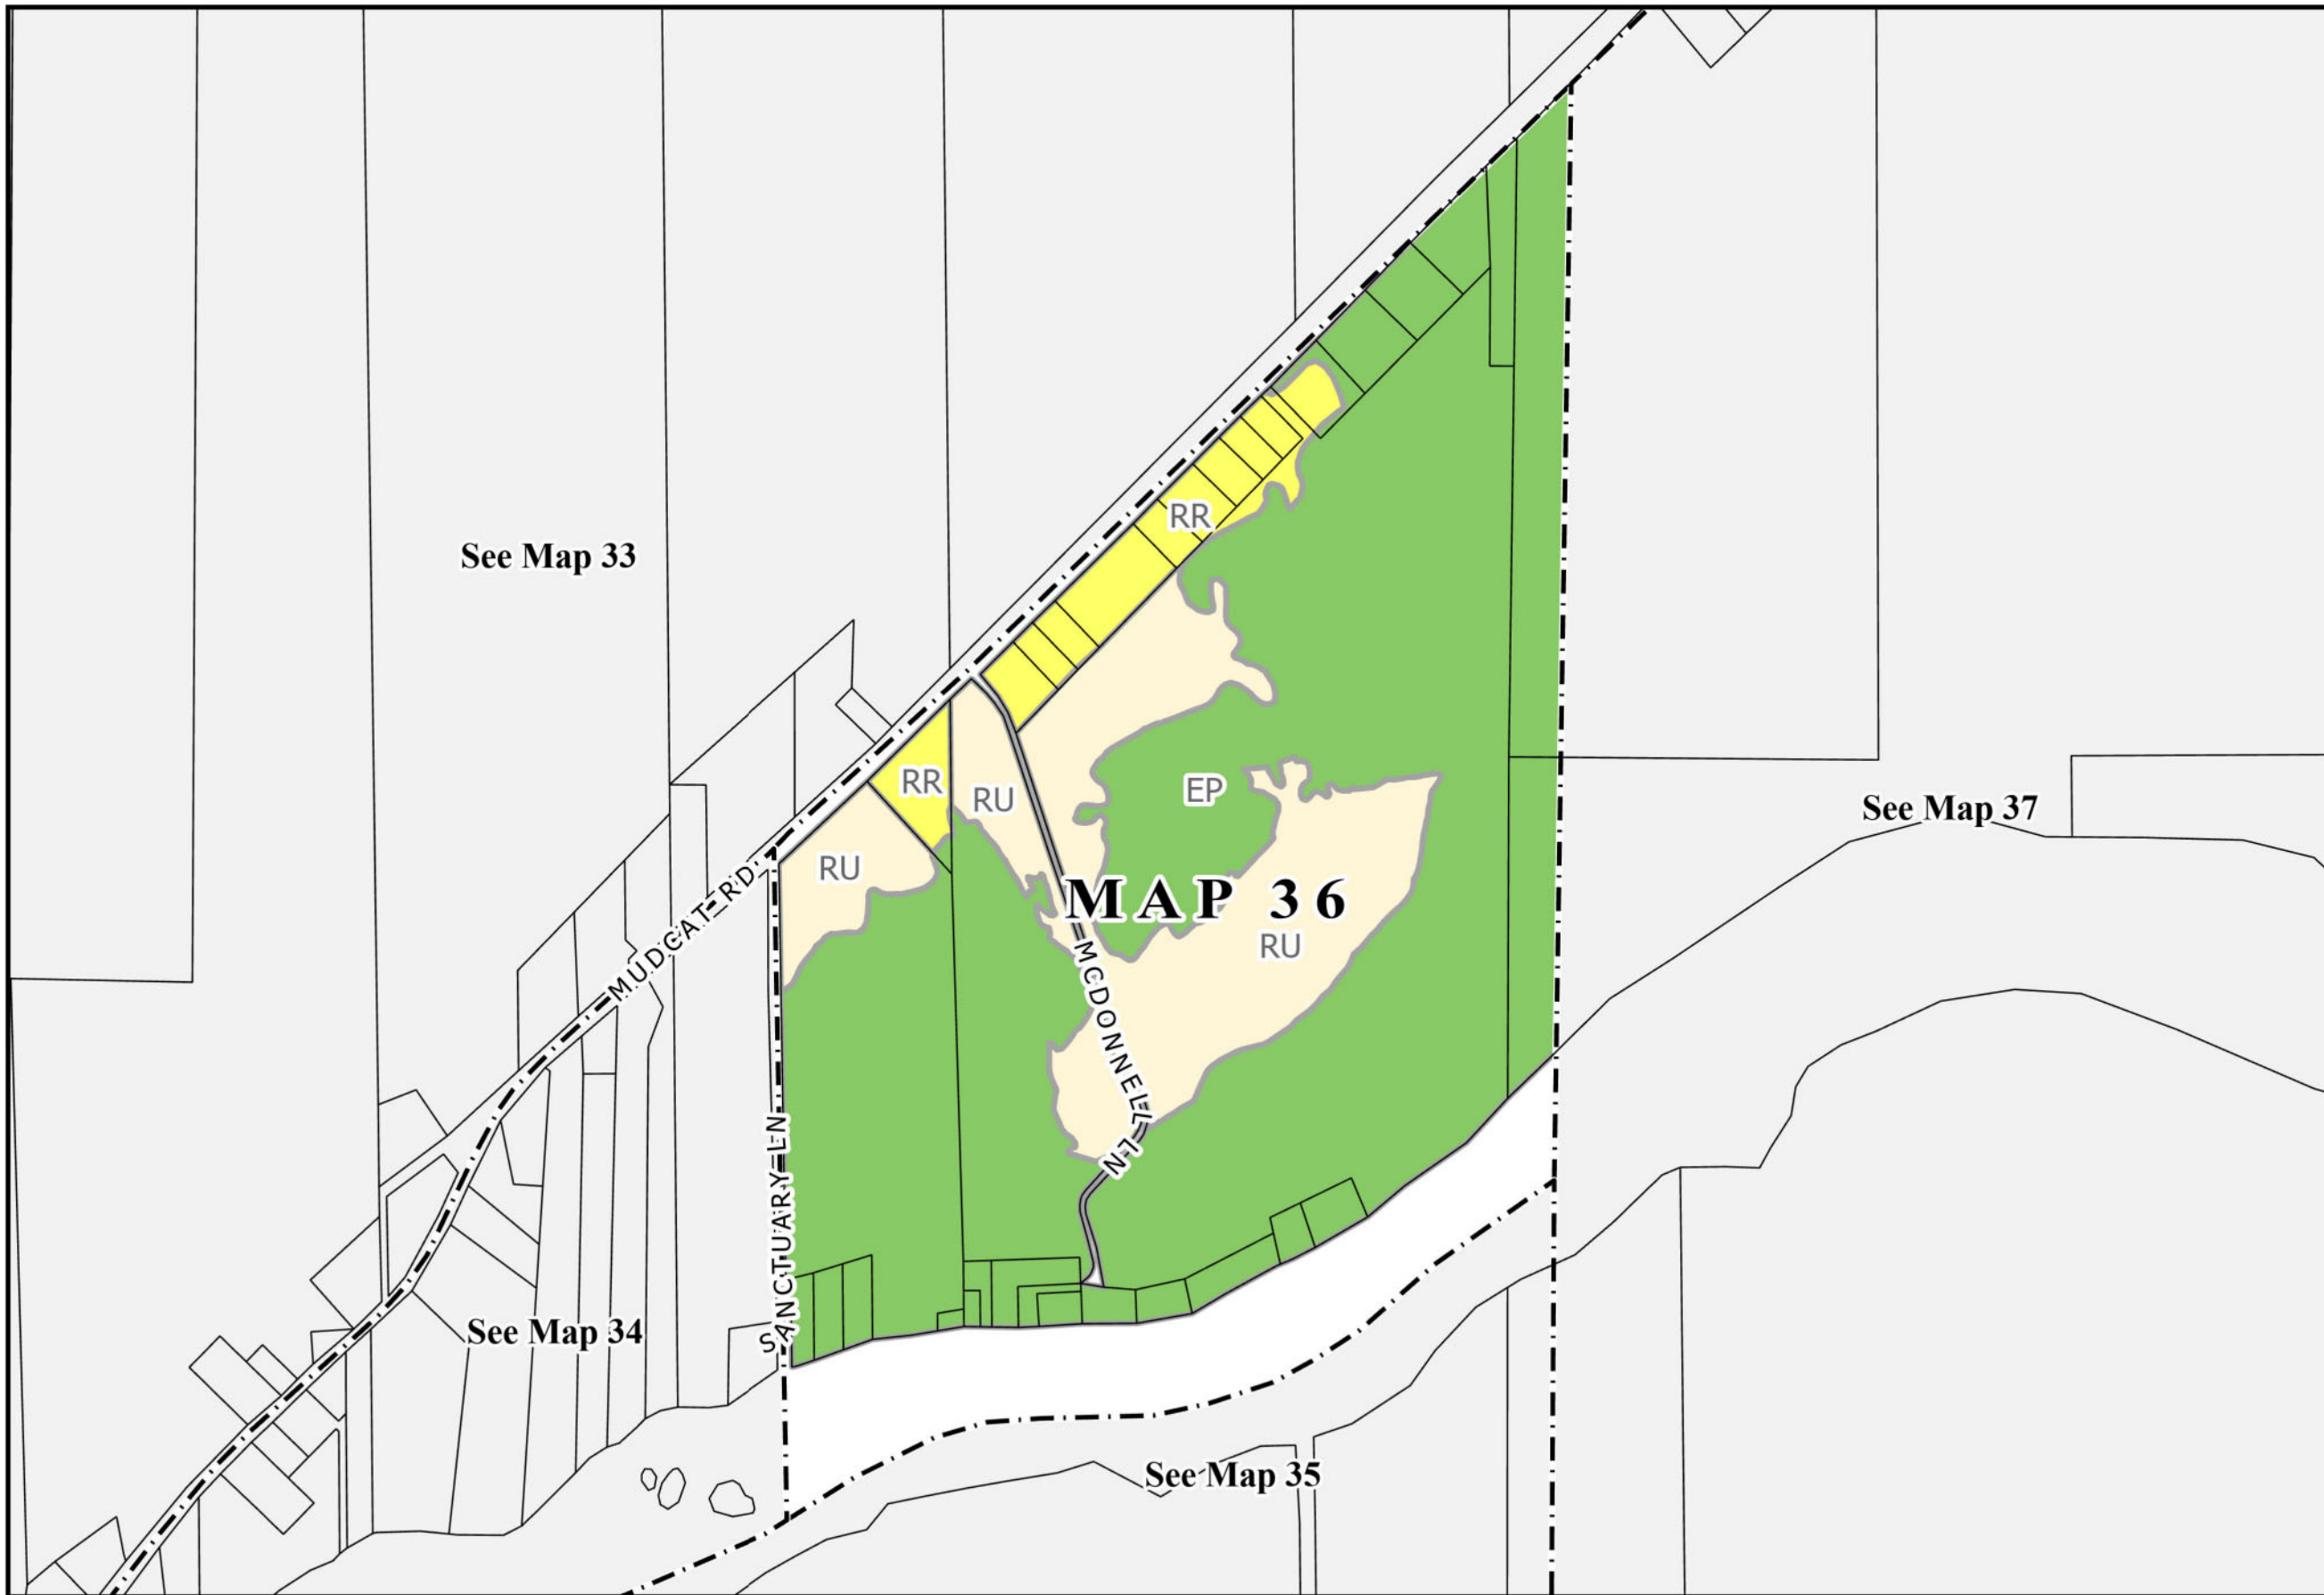 See Map 33
RR
RR
RU
EP
See Map 37
RU
MAP 36
RU
MUDCAT RD
MCDONNELL LN
SANCTUARY LN
See Map 34
See Map 35